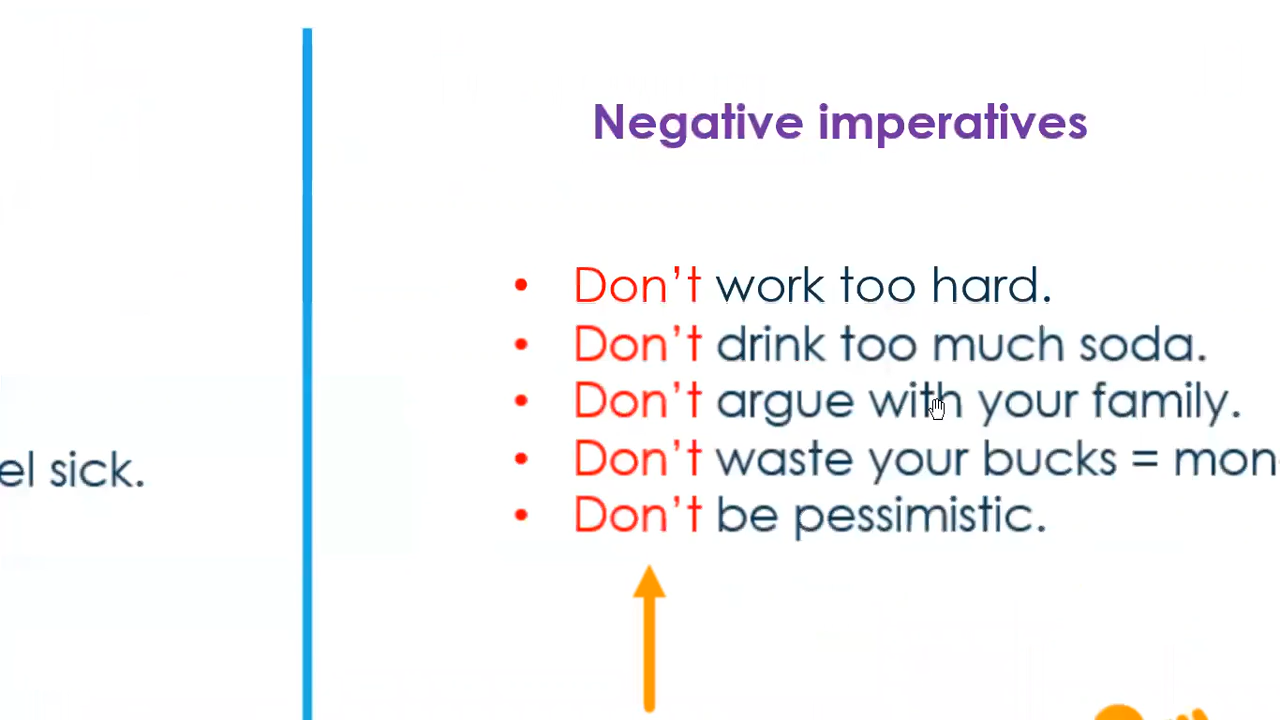 Negative imperatives
• Don't work too hard.
• Don't drink too much soda.
• Don't argue with your family.
el sick.
• Don't waste your bucks = mon
• Don't be pessimistic.